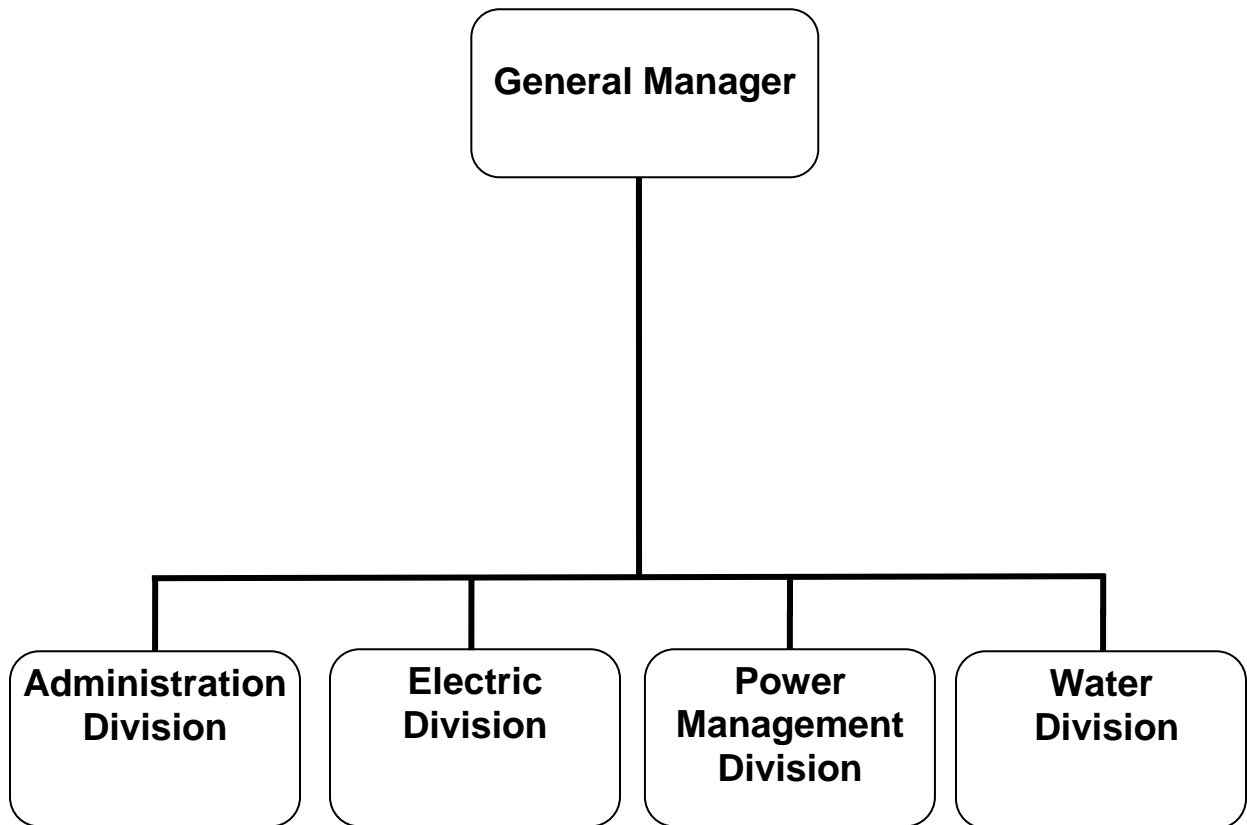 General Manager
Administration
Division
Electric
Division
Power
Management
Division
Water
Division